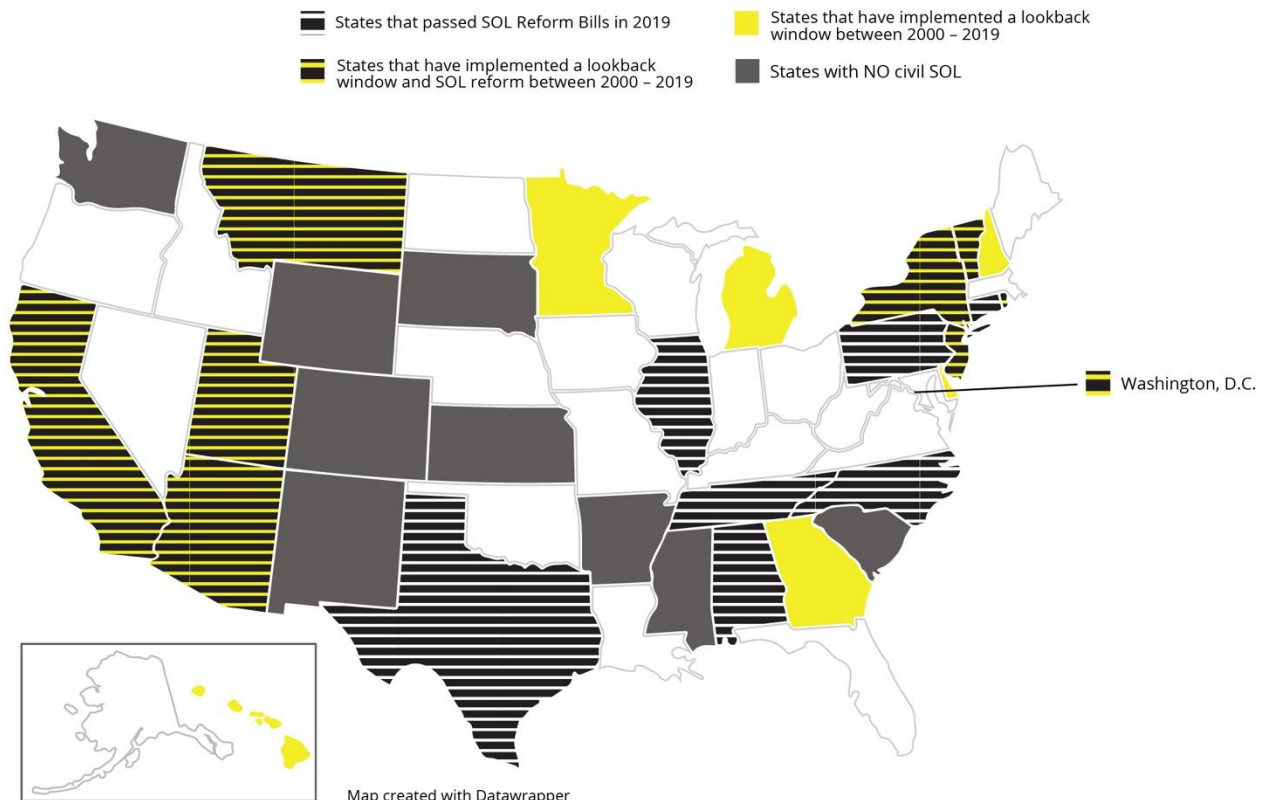 States that passed SOL Reform Bills in 2019
States that have implemented a lookback
window and SOL reform between 2000 – 2019
States that have implemented a lookback
window between 2000 – 2019
States with NO civil SOL
Washington, D.C.
Map created with Datawrapper